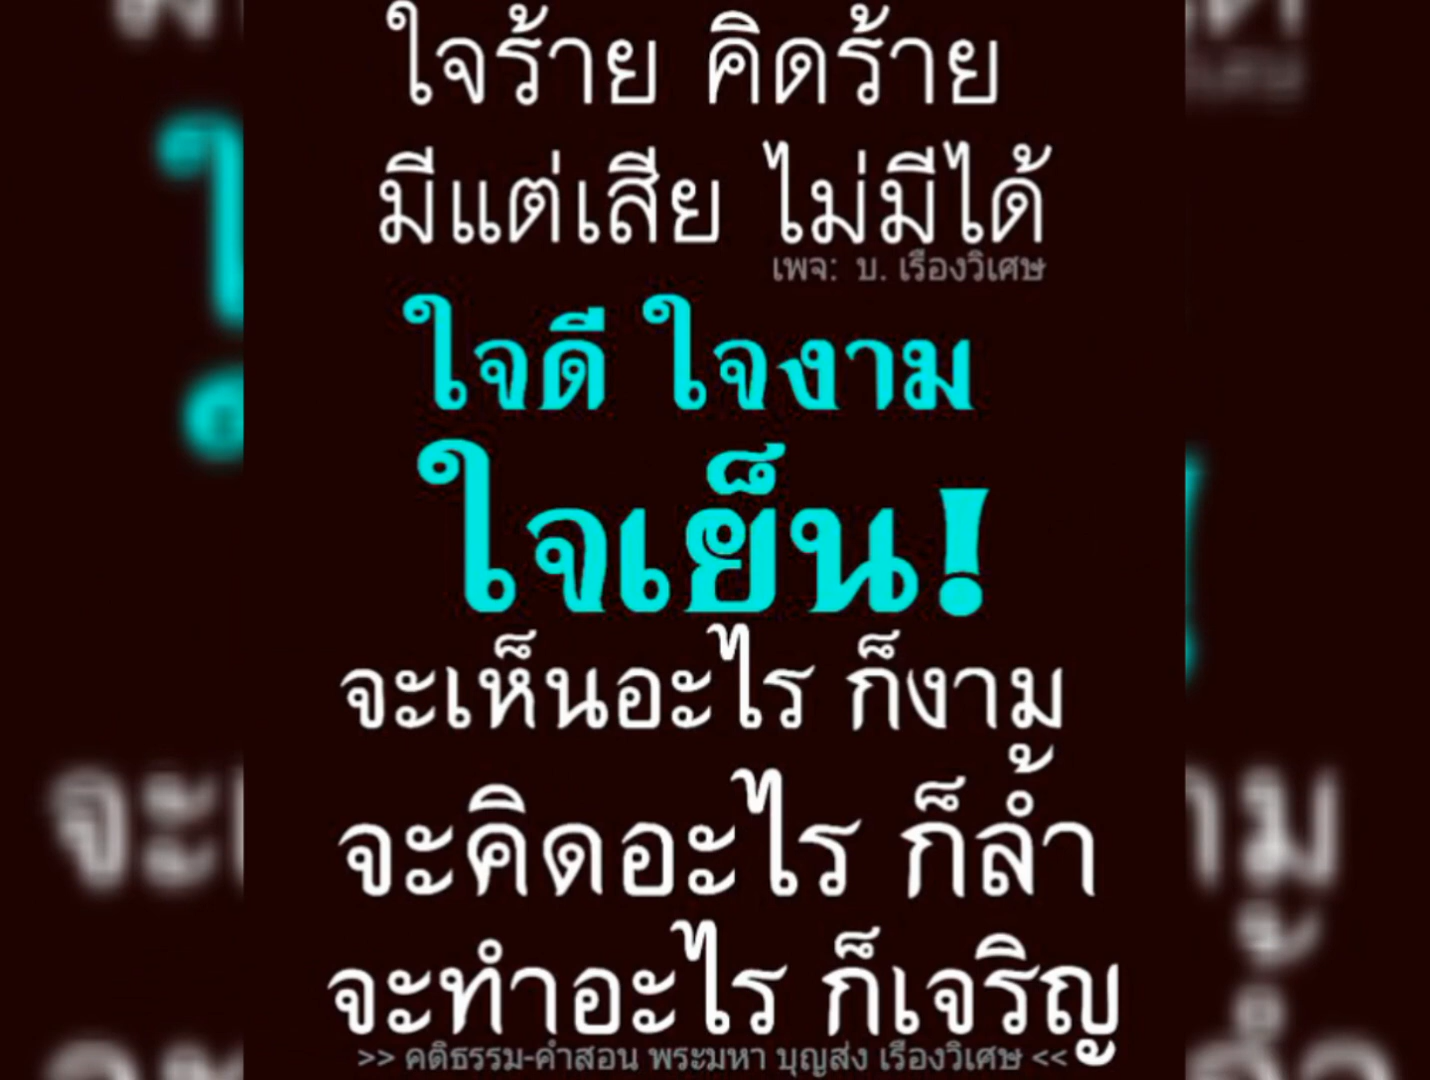 ใจร้าย คิดร้าย
มีแต่เสีย ไม่มีได้
เพจ: บ. เรืองวิเศษ
ใจดี ใจงาม
ใจเย็น!
จะเห็นอะไร ก็งาม
จะคิดอะไร ก็ล้ำ
จะทำอะไร ก็เจริญ
>> คติธรรม-คำสอน พระมหา บุญส่ง เรืองวิเศษ <<